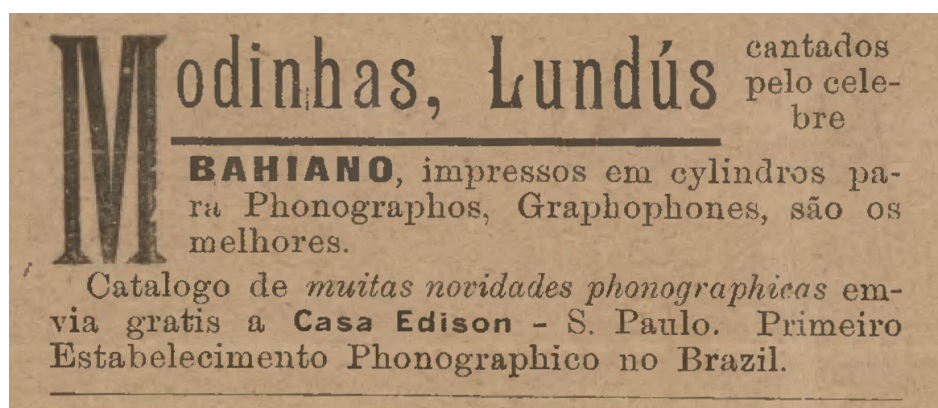 Modinhas, Lundús cantados
pelo cele-
bre
BAHIANO, impressos em cylindros pa-
ra Phonographos, Graphophones, são os
melhores.
Catalogo de muitas novidades phonographicas em-
via gratis a Casa Edison - S. Paulo. Primeiro
Estabelecimento Phonographico no Brazil.